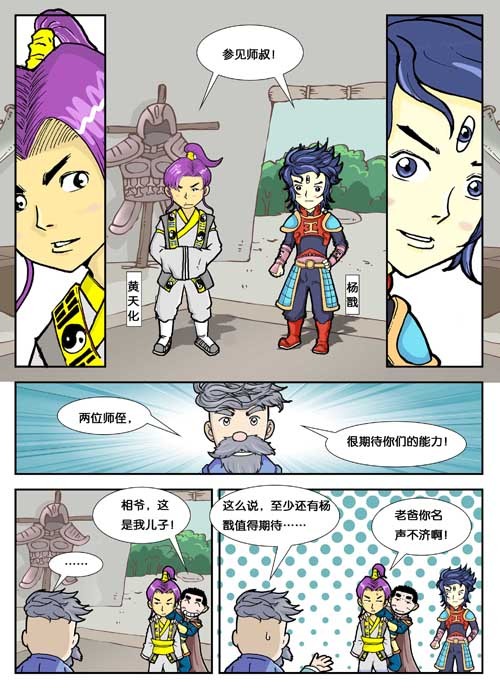 参见师叔！
黄天化
杨戬
两位师侄，
很期待你们的能力！
……
相爷，这
是我儿子！
这么说，至少还有杨
戬值得期待……
老爸你名
声不济啊！